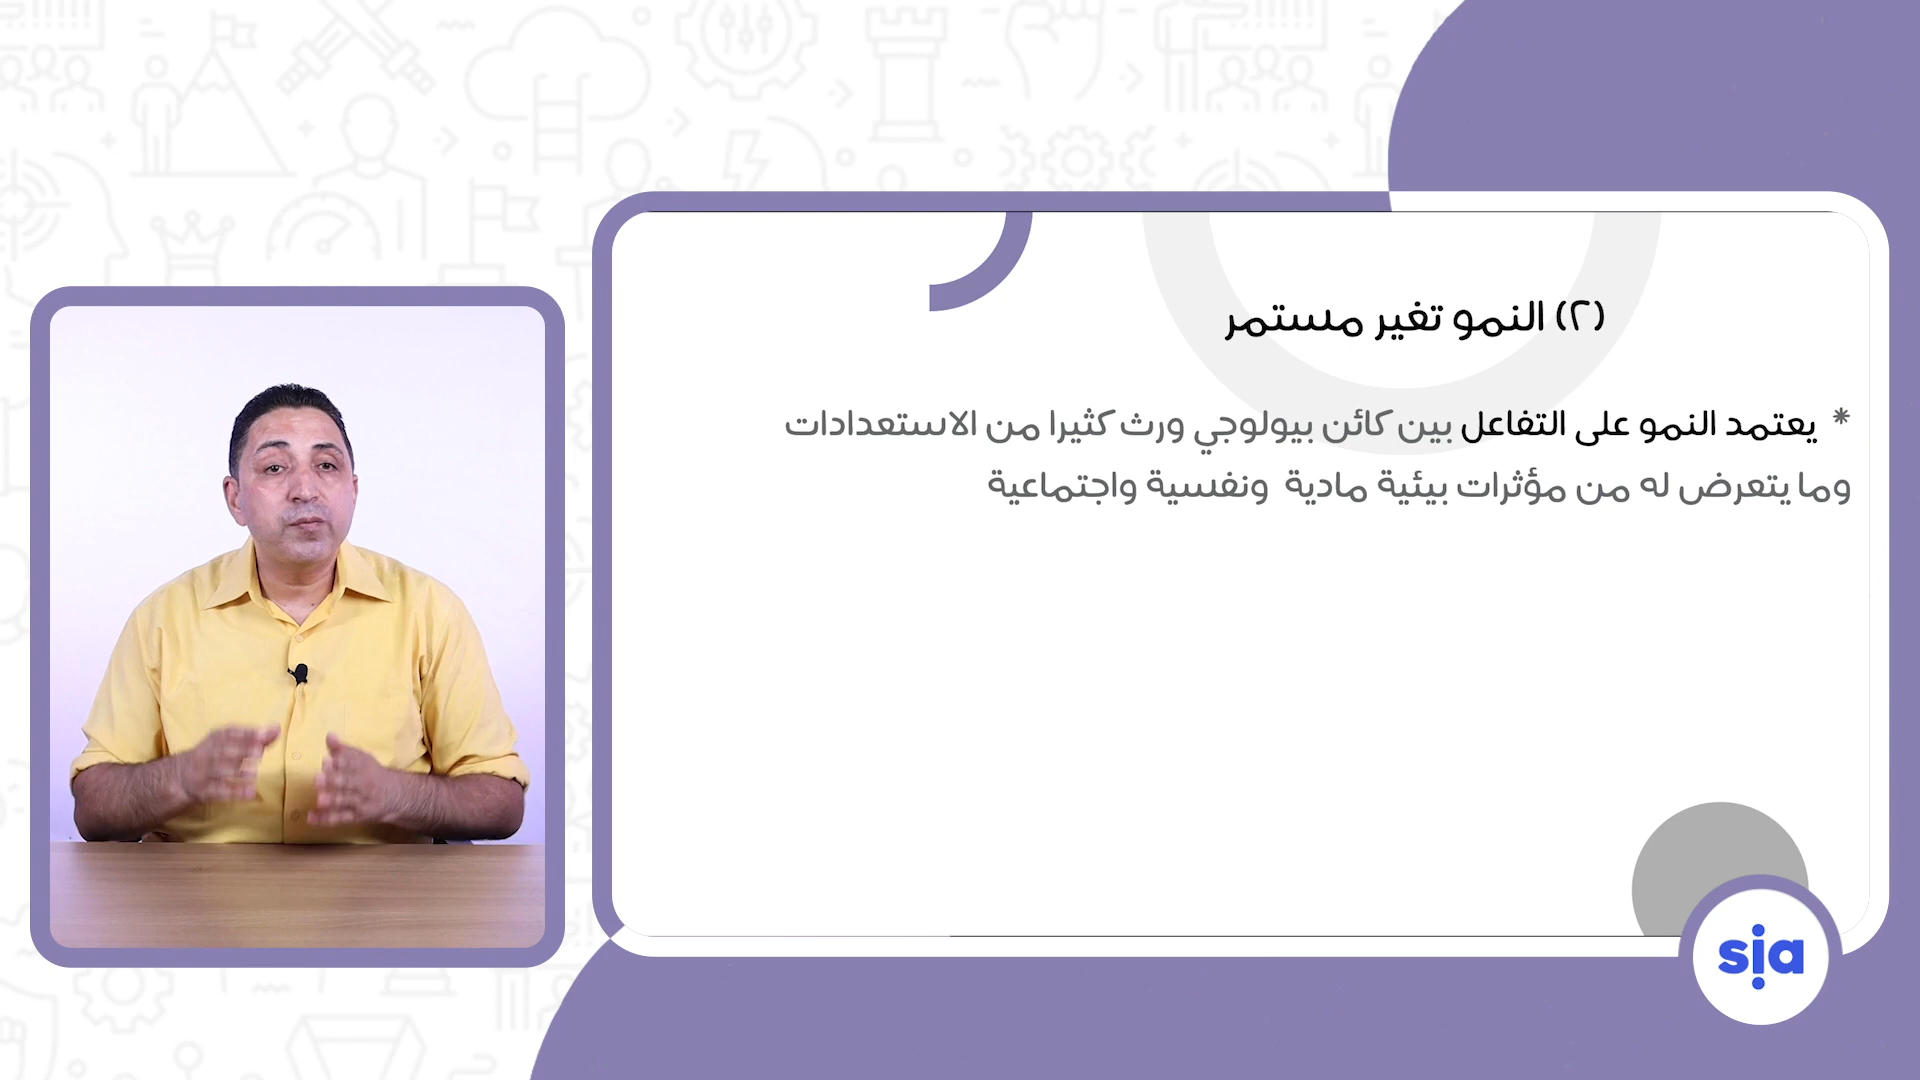 (٢) النمو تغير مستمر
* يعتمد النمو على التفاعل بين كائن بيولوجي ورث كثيرا من الاستعدادات
وما يتعرض له من مؤثرات بيئية مادية ونفسية واجتماعية
sia